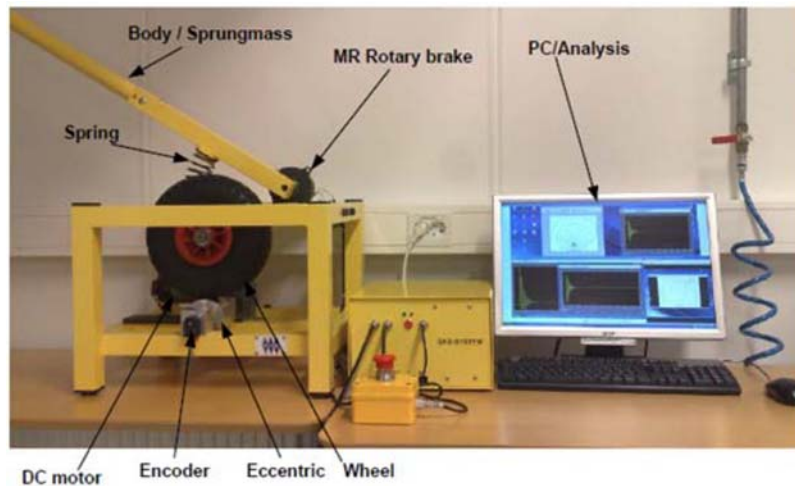 Body / Sprungmass
MR Rotary brake
PC/Analysis
Spring
DC motor
Encoder
Eccentric
Wheel